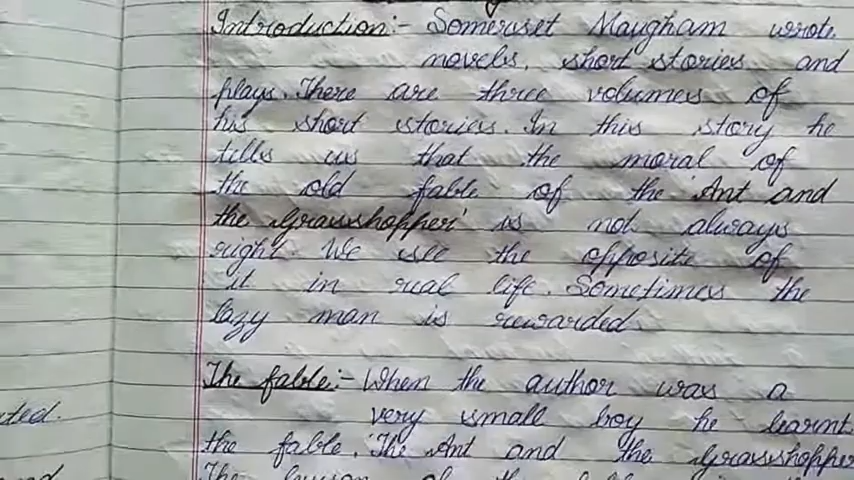 Introduction:- Somerset Maugham wrote
novels, short stories and
plays. There are three volumes of
his short stories. In this story he
tells us that the moral of
the old fable of the 'Ant and
the Grasshopper' is not always
right. We see the opposite of
it in real life. Sometimes the
lazy man is rewarded.
The fable:- When the author was a
very small boy he learnt
the fable. 'The Ant and the Grasshopper
The of the